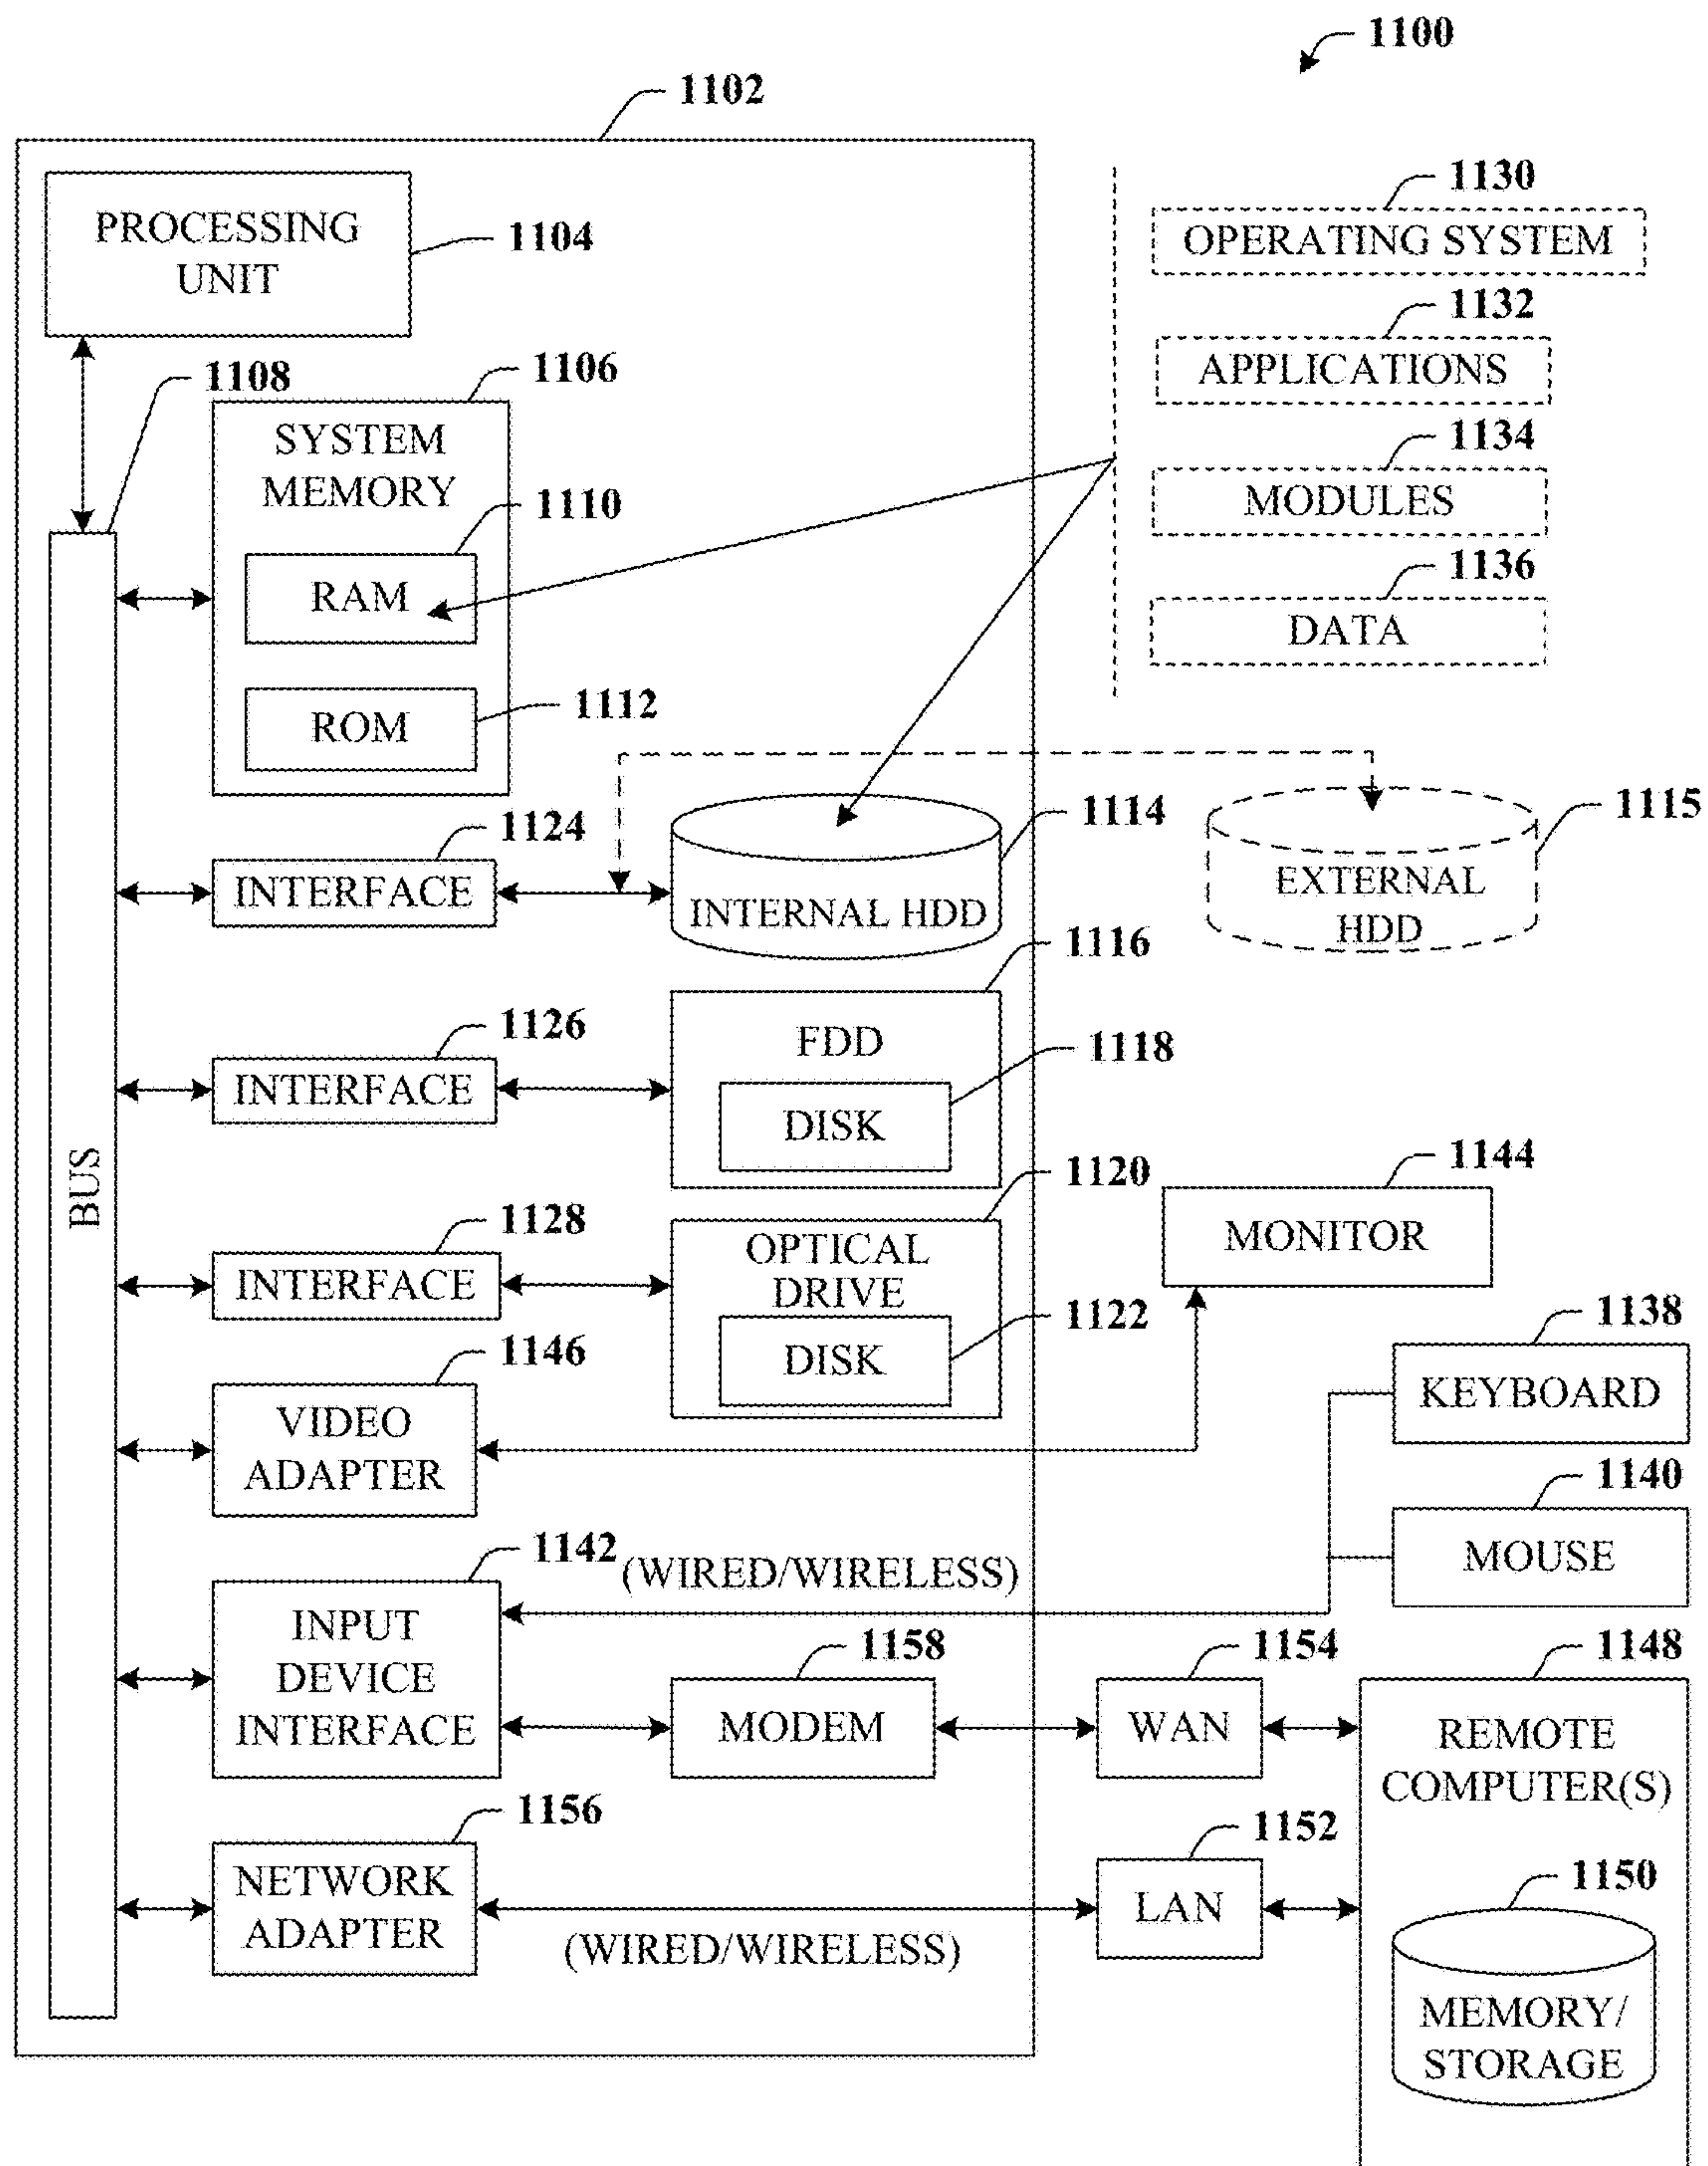 1100
1102
PROCESSING
UNIT
1104
1130
OPERATING SYSTEM
1132
APPLICATIONS
1134
MODULES
1136
DATA
1108
1106
SYSTEM
MEMORY
1110
RAM
1112
ROM
1124
INTERFACE
1114
INTERNAL HDD
1115
EXTERNAL
HDD
1126
INTERFACE
1116
FDD
1118
DISK
BUS
1128
INTERFACE
1120
OPTICAL
DRIVE
1122
DISK
1144
MONITOR
1146
VIDEO
ADAPTER
1138
KEYBOARD
1140
MOUSE
1142
(WIRED/WIRELESS)
INPUT
DEVICE
INTERFACE
1158
MODEM
1154
WAN
1148
REMOTE
COMPUTER(S)
1156
NETWORK
ADAPTER
(WIRED/WIRELESS)
1152
LAN
1150
MEMORY/
STORAGE